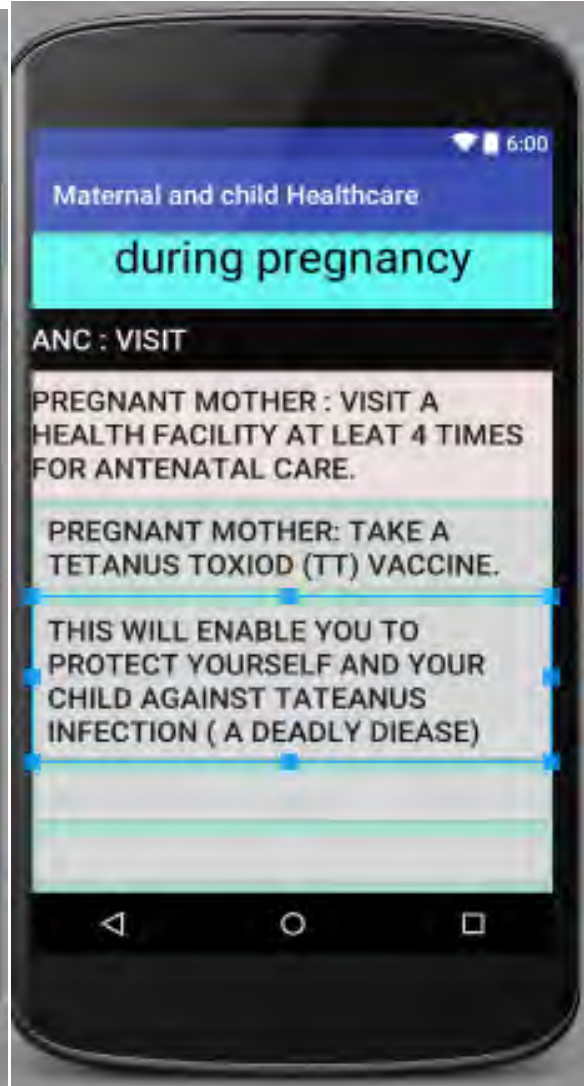 6:00
Maternal and child Healthcare
during pregnancy
ANC : VISIT
PREGNANT MOTHER : VISIT A
HEALTH FACILITY AT LEAT 4 TIMES
FOR ANTENATAL CARE.
PREGNANT MOTHER: TAKE A
TETANUS TOXIOD (TT) VACCINE.
THIS WILL ENABLE YOU TO
PROTECT YOURSELF AND YOUR
CHILD AGAINST TATEANUS
INFECTION ( A DEADLY DIEASE)